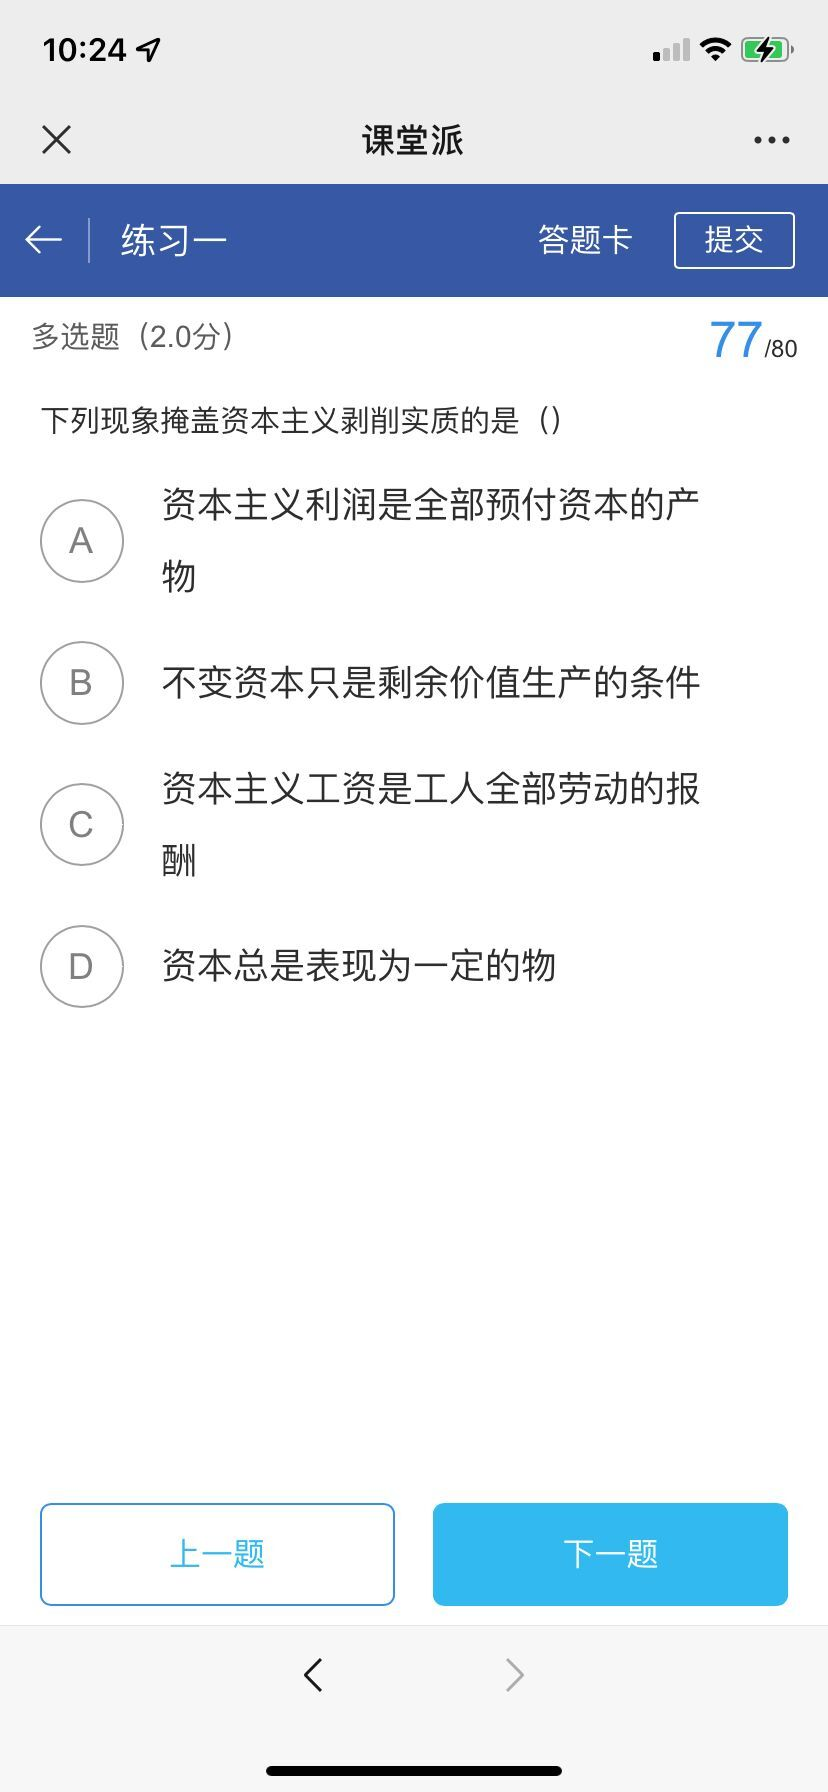 10:24
课堂派
练习一
答题卡
提交
多选题（2.0分）
77/80
下列现象掩盖资本主义剥削实质的是（）
A
资本主义利润是全部预付资本的产
物
B
不变资本只是剩余价值生产的条件
C
资本主义工资是工人全部劳动的报
酬
D
资本总是表现为一定的物
上一题
下一题